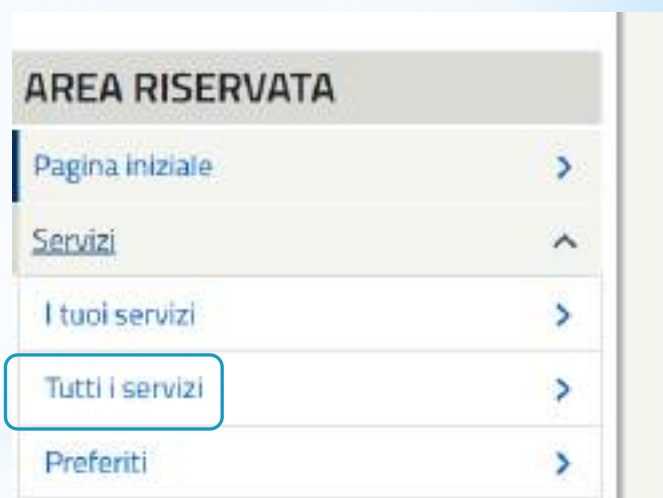 AREA RISERVATA
Pagina iniziale
Servizi
I tuoi servizi
Tutti i servizi
Preferiti